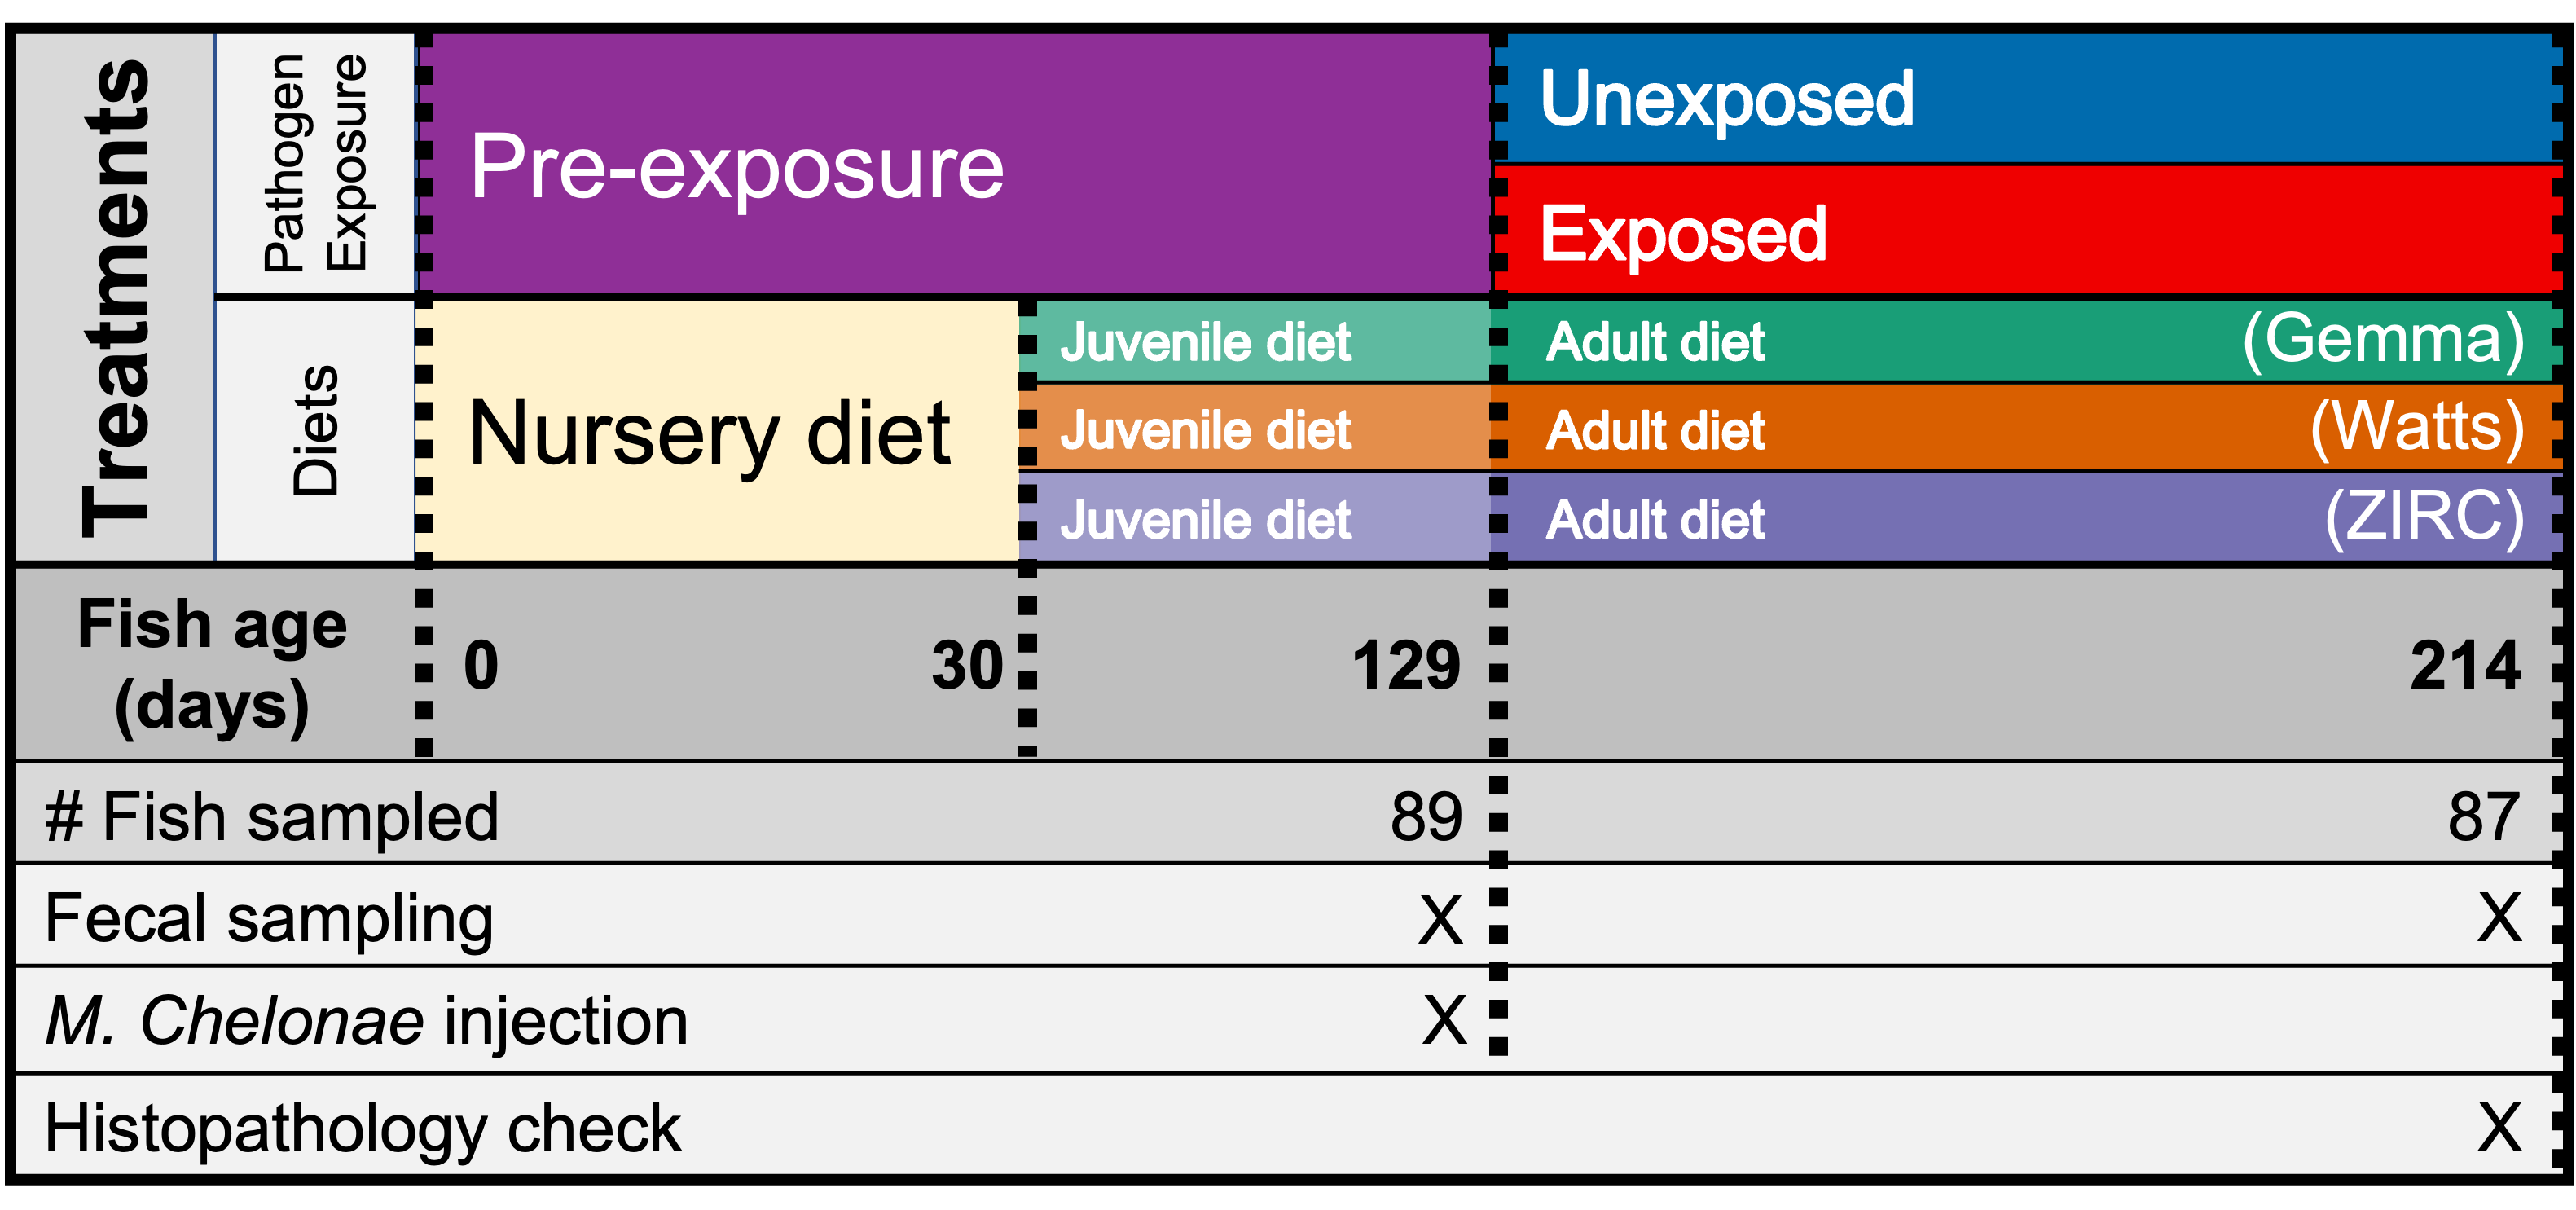 Treatments
Pathogen
Exposure
Pre-exposure
Unexposed
Exposed
Diets
Nursery diet
Juvenile diet
Adult diet
(Gemma)
Juvenile diet
Adult diet
(Watts)
Juvenile diet
Adult diet
(ZIRC)
Fish age
(days)
0
30
129
214
# Fish sampled
89
87
Fecal sampling
X
X
M. Chelonae injection
X
Histopathology check
X